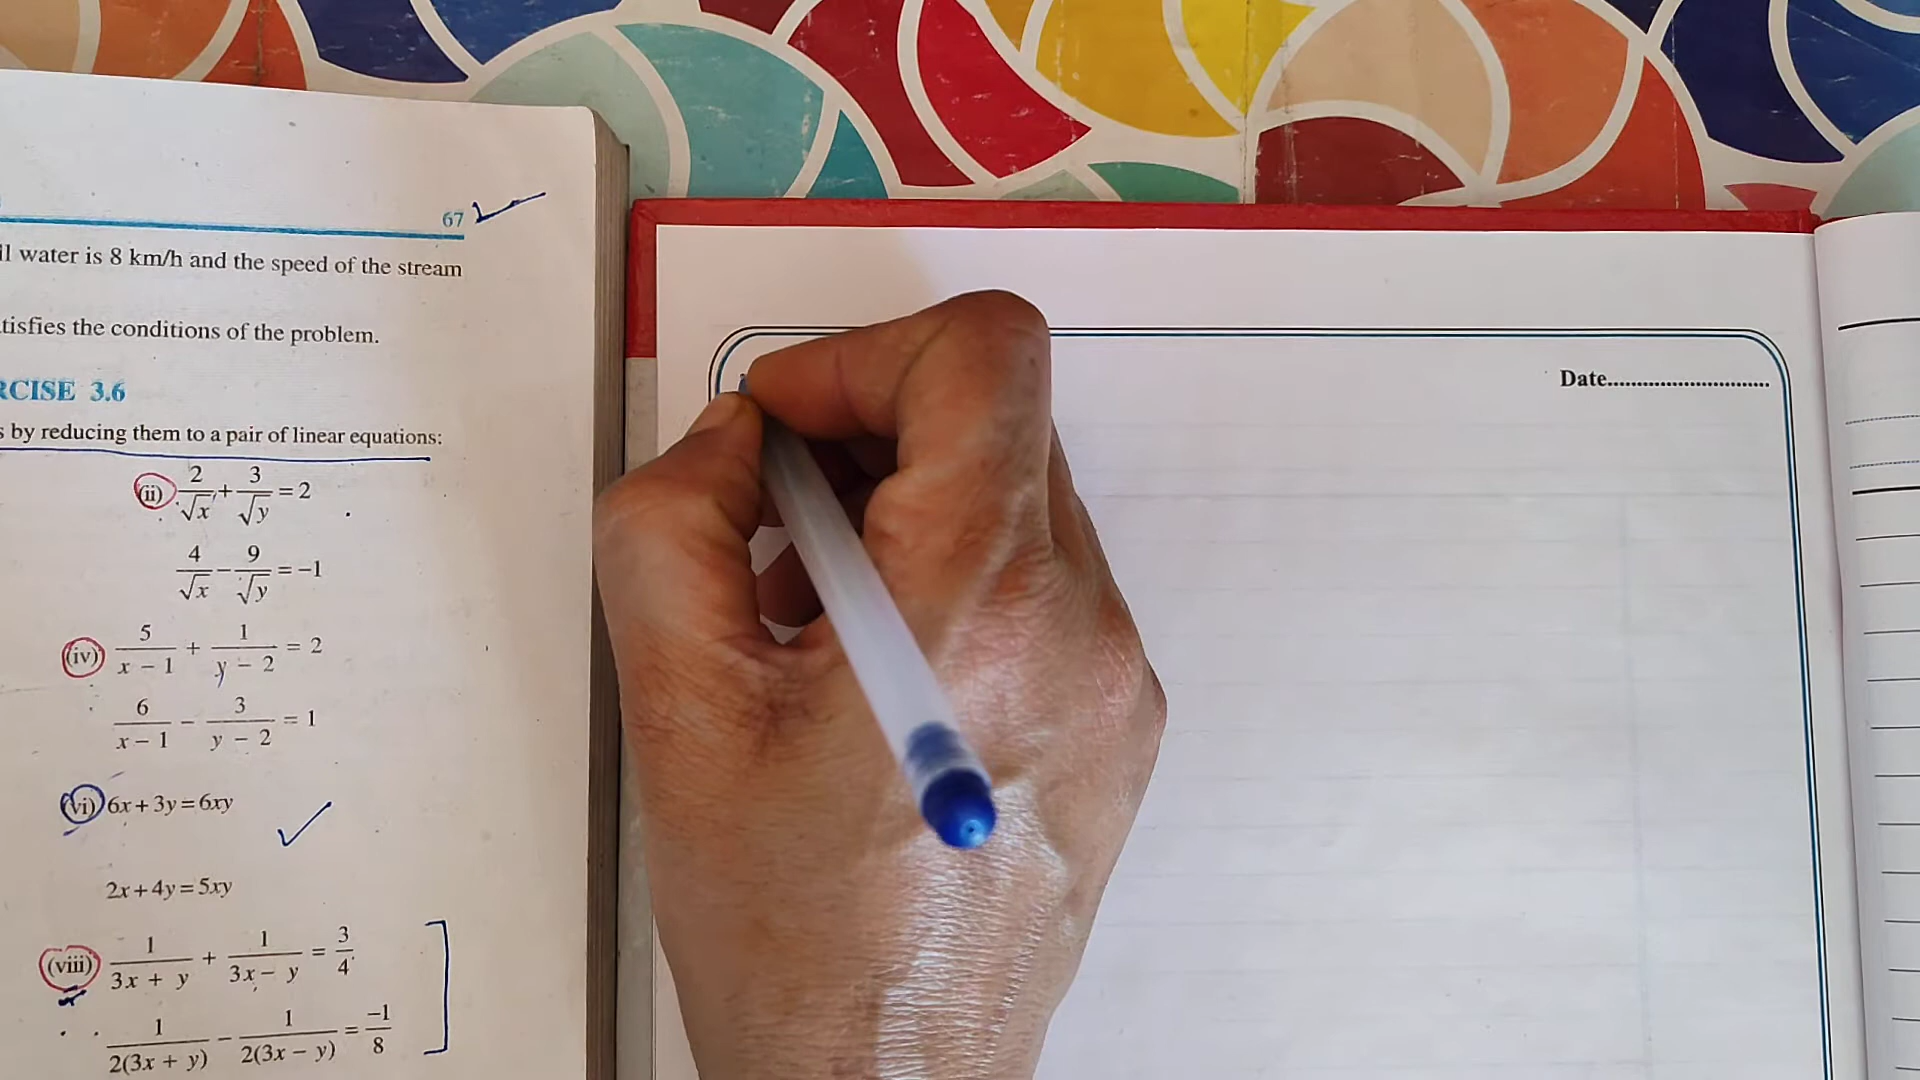 67
ll water is 8 km/h and the speed of the stream
tisfies the conditions of the problem.
RCISE 3.6
s by reducing them to a pair of linear equations:
(ii) 2/√x + 3/√y = 2
4/√x − 9/√y = −1
(iv) 5/(x − 1) + 1/(y − 2) = 2
6/(x − 1) − 3/(y − 2) = 1
(vi) 6x + 3y = 6xy
2x + 4y = 5xy
(viii) 1/(3x + y) + 1/(3x − y) = 3/4
1/(2(3x + y)) − 1/(2(3x − y)) = −1/8
Date............................